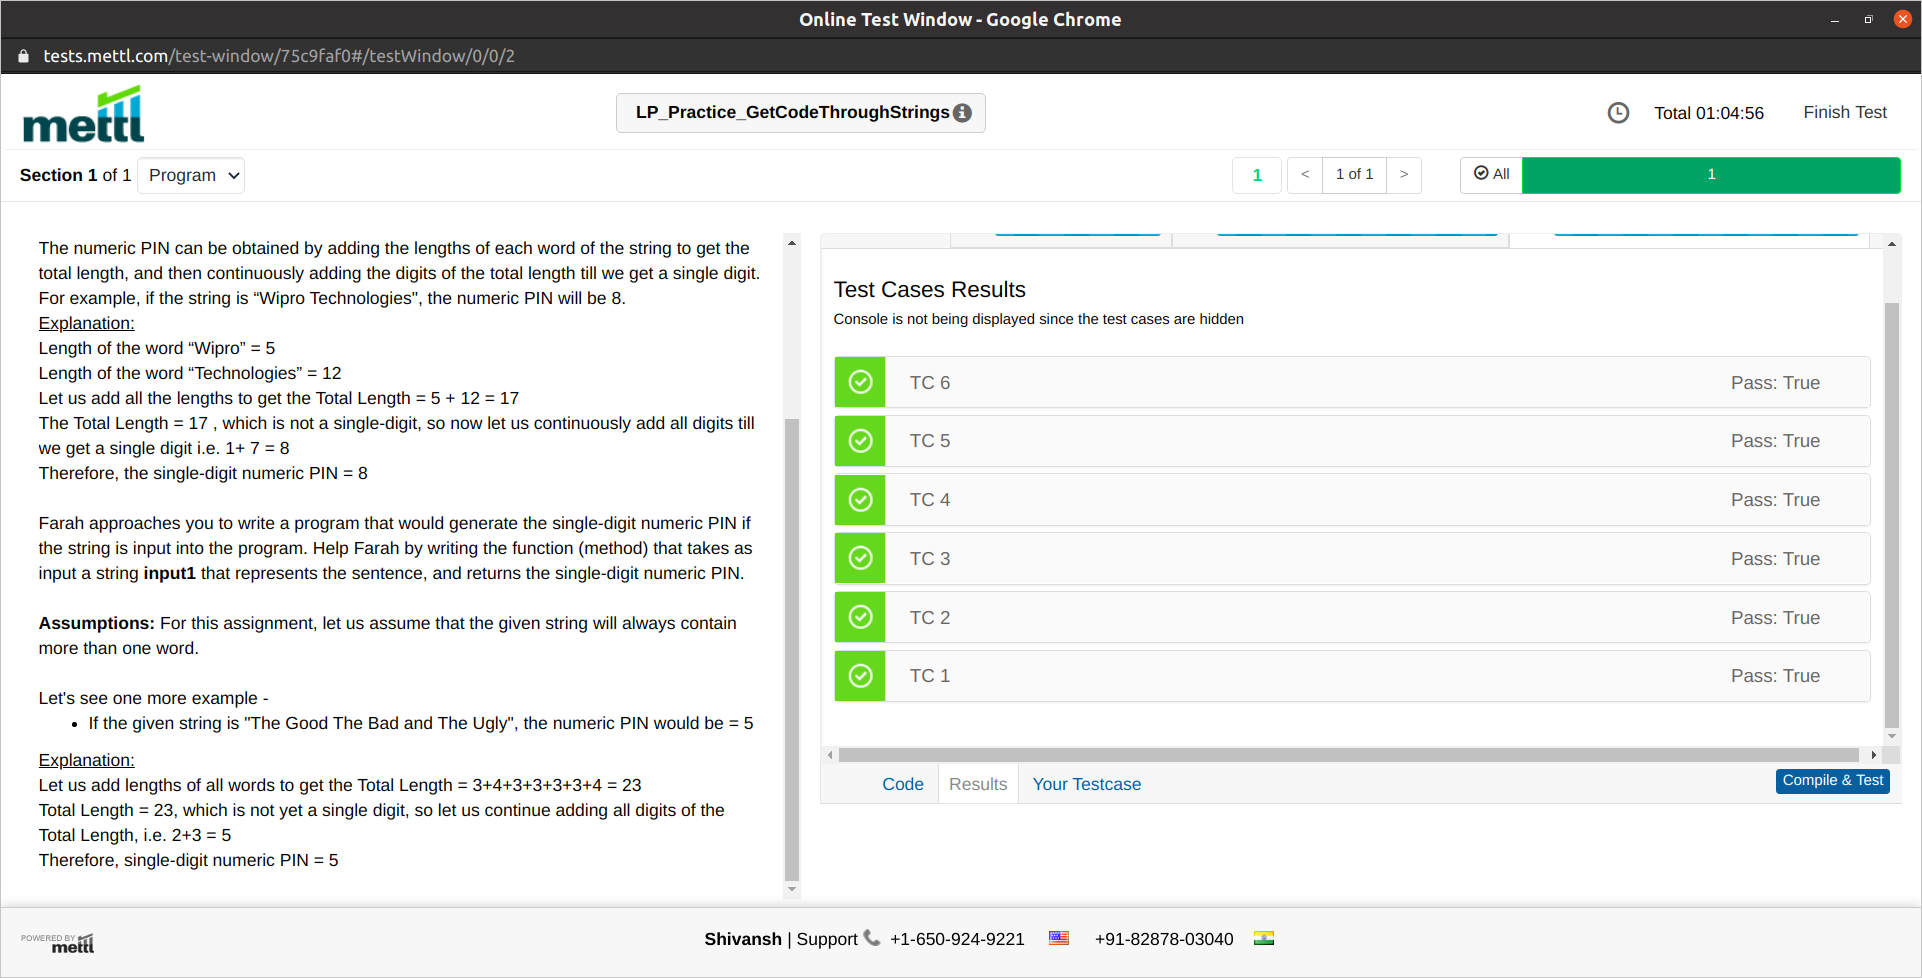 Online Test Window - Google Chrome
tests.mettl.com/test-window/75c9faf0#/testWindow/0/0/2
mettl
LP_Practice_GetCodeThroughStrings
Total 01:04:56
Finish Test
Section 1 of 1
Program
1
<
1 of 1
>
All
1
The numeric PIN can be obtained by adding the lengths of each word of the string to get the
total length, and then continuously adding the digits of the total length till we get a single digit.
For example, if the string is “Wipro Technologies", the numeric PIN will be 8.
Explanation:
Length of the word “Wipro” = 5
Length of the word “Technologies” = 12
Let us add all the lengths to get the Total Length = 5 + 12 = 17
The Total Length = 17 , which is not a single-digit, so now let us continuously add all digits till
we get a single digit i.e. 1+ 7 = 8
Therefore, the single-digit numeric PIN = 8
Farah approaches you to write a program that would generate the single-digit numeric PIN if
the string is input into the program. Help Farah by writing the function (method) that takes as
input a string input1 that represents the sentence, and returns the single-digit numeric PIN.
Assumptions: For this assignment, let us assume that the given string will always contain
more than one word.
Let's see one more example -
• If the given string is "The Good The Bad and The Ugly", the numeric PIN would be = 5
Explanation:
Let us add lengths of all words to get the Total Length = 3+4+3+3+3+3+4 = 23
Total Length = 23, which is not yet a single digit, so let us continue adding all digits of the
Total Length, i.e. 2+3 = 5
Therefore, single-digit numeric PIN = 5
Test Cases Results
Console is not being displayed since the test cases are hidden
TC 6 Pass: True
TC 5 Pass: True
TC 4 Pass: True
TC 3 Pass: True
TC 2 Pass: True
TC 1 Pass: True
Code
Results
Your Testcase
Compile & Test
POWERED BY
mettl
Shivansh | Support +1-650-924-9221 +91-82878-03040